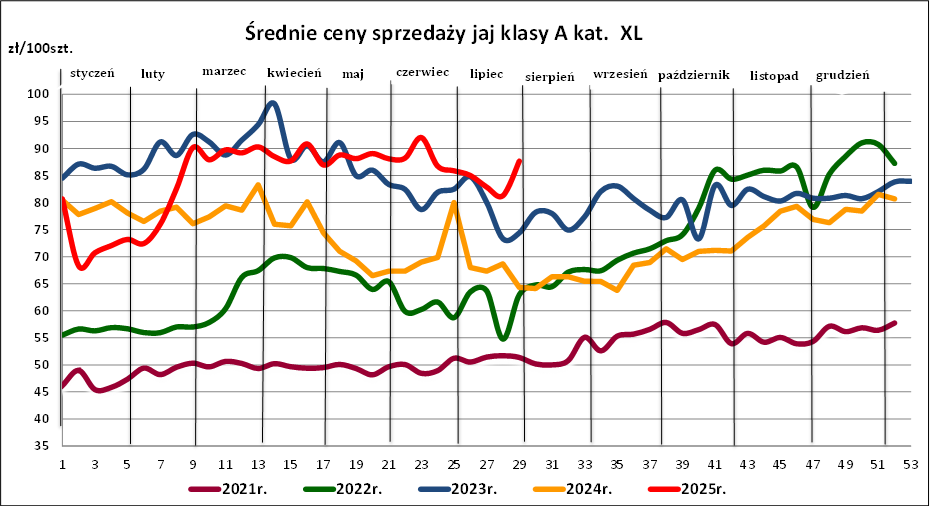 Średnie ceny sprzedaży jaj klasy A kat. XL
zł/100szt.
styczeń luty marzec kwiecień maj czerwiec lipiec sierpień wrzesień październik listopad grudzień
100
95
90
85
80
75
70
65
60
55
50
45
40
35
1 3 5 7 9 11 13 15 17 19 21 23 25 27 29 31 33 35 37 39 41 43 45 47 49 51 53
2021r. 2022r. 2023r. 2024r. 2025r.